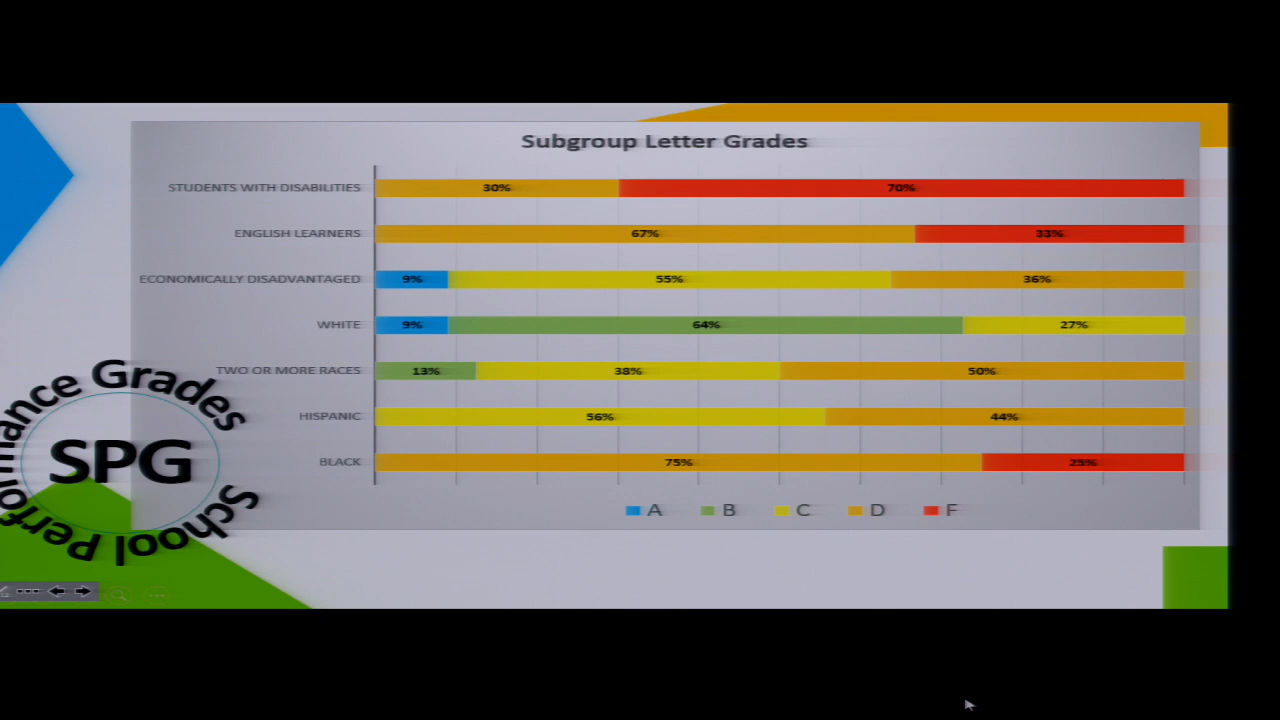 Subgroup Letter Grades
STUDENTS WITH DISABILITIES 30% 70%
ENGLISH LEARNERS 67% 33%
ECONOMICALLY DISADVANTAGED 9% 55% 36%
WHITE 9% 64% 27%
TWO OR MORE RACES 13% 38% 50%
HISPANIC 56% 44%
BLACK 75% 25%
A B C D F
School Performance Grades
SPG